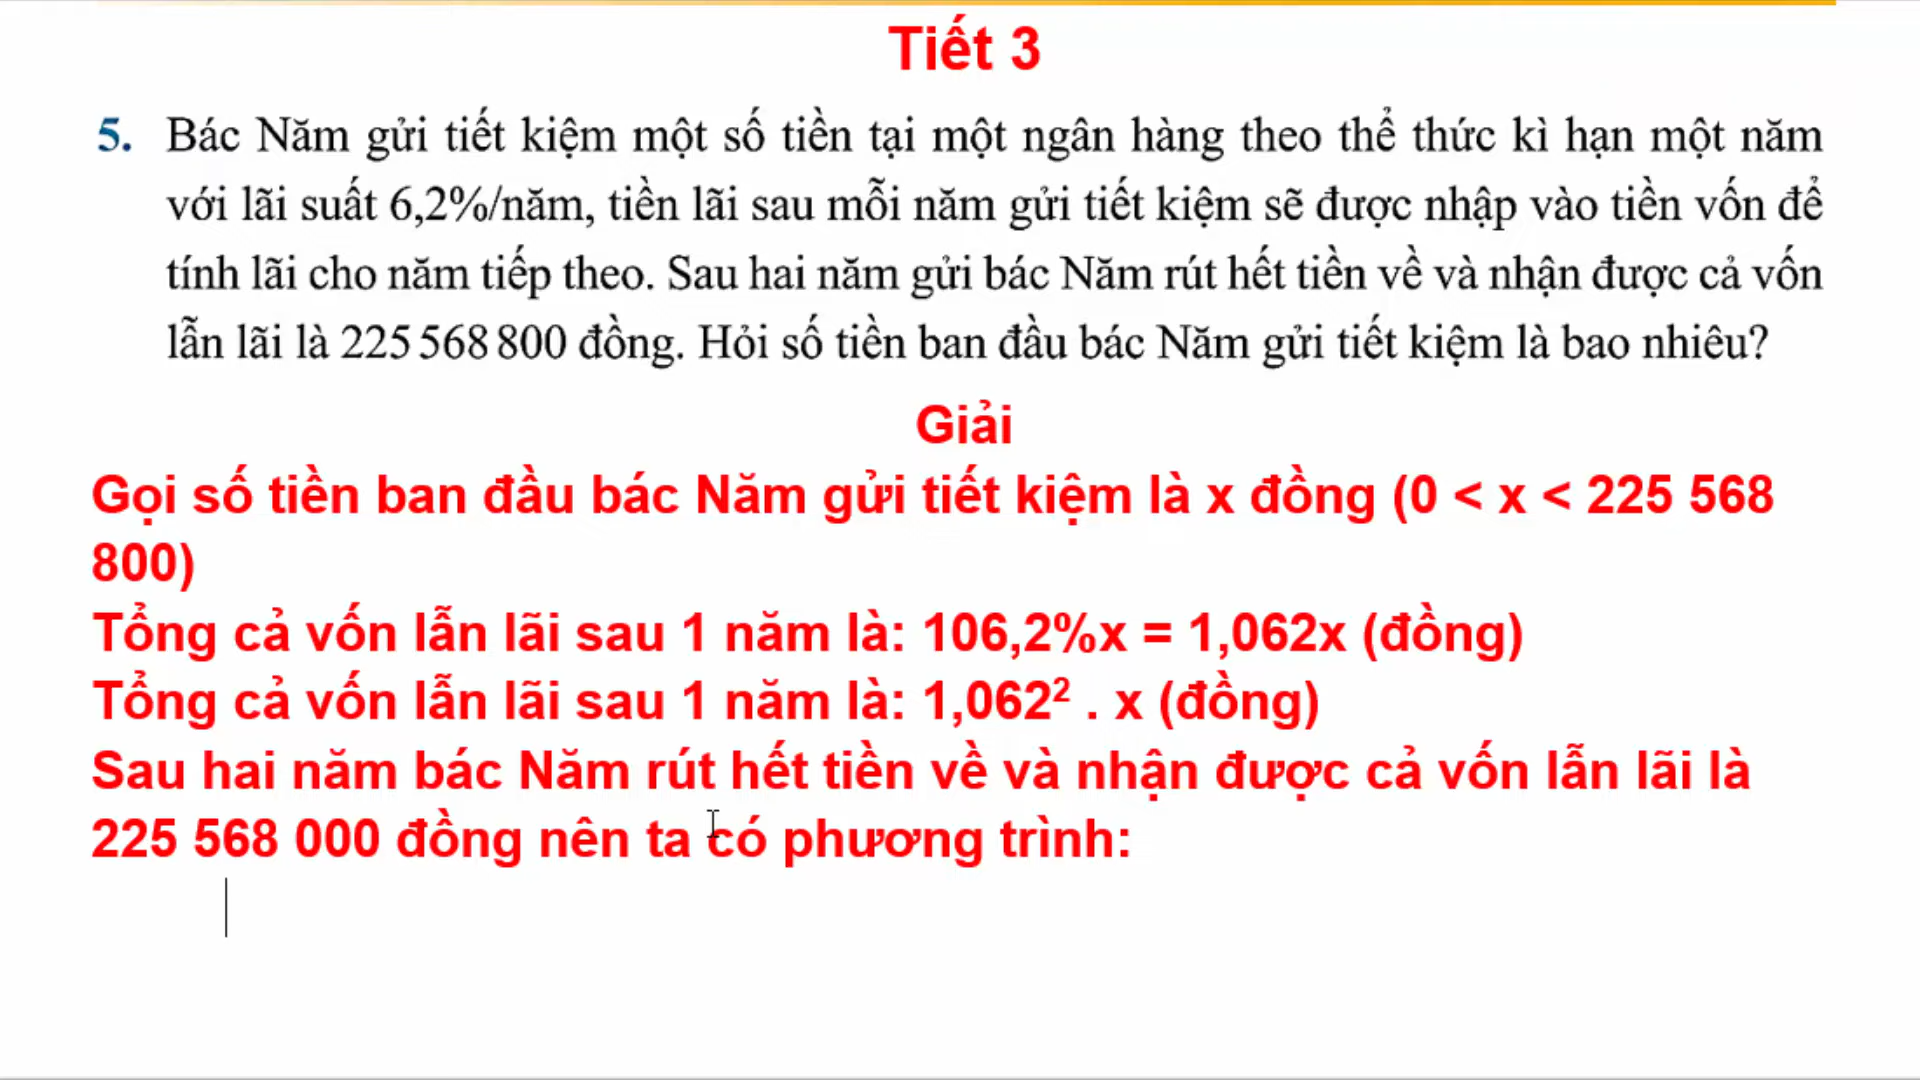 Tiết 3
5. Bác Năm gửi tiết kiệm một số tiền tại một ngân hàng theo thể thức kì hạn một năm
với lãi suất 6,2%/năm, tiền lãi sau mỗi năm gửi tiết kiệm sẽ được nhập vào tiền vốn để
tính lãi cho năm tiếp theo. Sau hai năm gửi bác Năm rút hết tiền về và nhận được cả vốn
lẫn lãi là 225 568 800 đồng. Hỏi số tiền ban đầu bác Năm gửi tiết kiệm là bao nhiêu?
Giải
Gọi số tiền ban đầu bác Năm gửi tiết kiệm là x đồng (0 < x < 225 568
800)
Tổng cả vốn lẫn lãi sau 1 năm là: 106,2%x = 1,062x (đồng)
Tổng cả vốn lẫn lãi sau 1 năm là: 1,062² . x (đồng)
Sau hai năm bác Năm rút hết tiền về và nhận được cả vốn lẫn lãi là
225 568 000 đồng nên ta có phương trình: